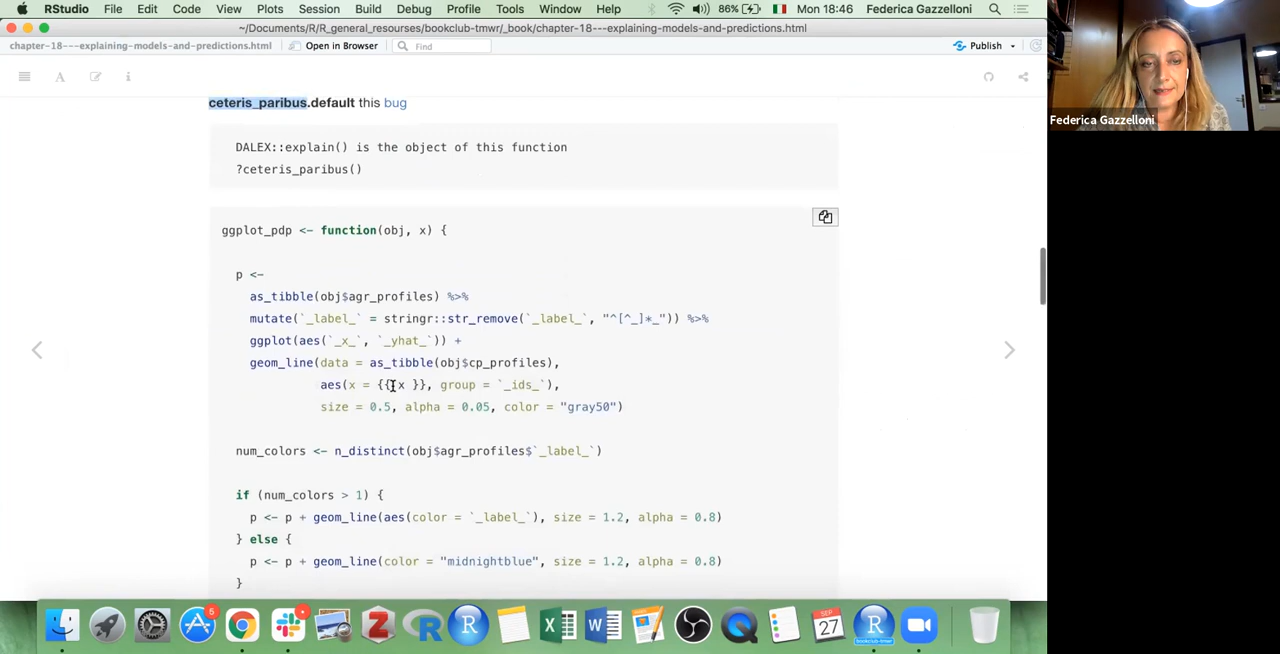 RStudio File Edit Code View Plots Session Build Debug Profile Tools Window Help 86% Mon 18:46 Federica Gazzelloni
~/Documents/R/R_general_resourses/bookclub-tmwr/_book/chapter-18---explaining-models-and-predictions.html
chapter-18---explaining-models-and-predictions.html Open in Browser Find Publish
A
ceteris_paribus.default this bug
Federica Gazzelloni
DALEX::explain() is the object of this function
?ceteris_paribus()
ggplot_pdp <- function(obj, x) {
p <-
as_tibble(obj$agr_profiles) %>%
mutate(`_label_` = stringr::str_remove(`_label_`, "^[^_]*_")) %>%
ggplot(aes(`_x_`, `_yhat_`)) +
geom_line(data = as_tibble(obj$cp_profiles),
aes(x = {{ x }}, group = `_ids_`),
size = 0.5, alpha = 0.05, color = "gray50")
num_colors <- n_distinct(obj$agr_profiles$`_label_`)
if (num_colors > 1) {
p <- p + geom_line(aes(color = `_label_`), size = 1.2, alpha = 0.8)
} else {
p <- p + geom_line(color = "midnightblue", size = 1.2, alpha = 0.8)
}
5
SEP
27
bookclub-tmwr